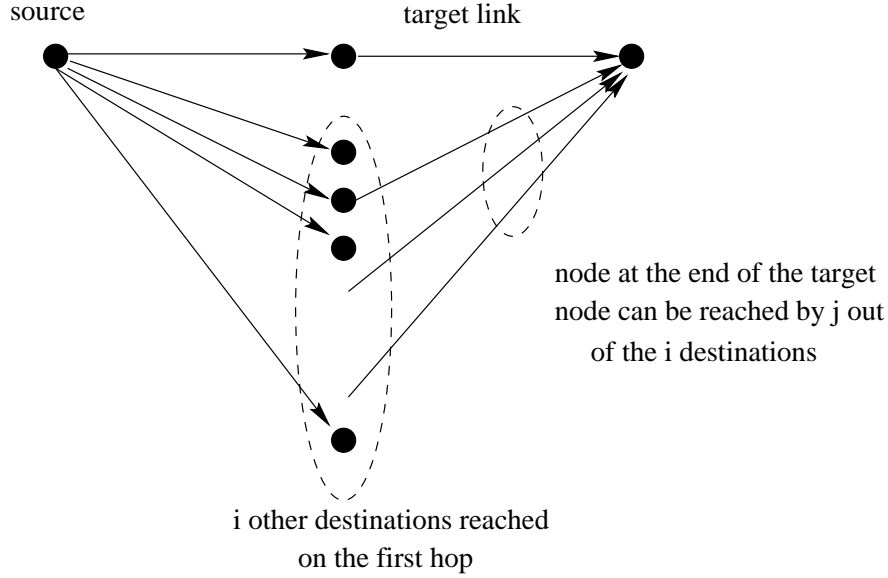 source
target link
node at the end of the target
node can be reached by j out
of the i destinations
i other destinations reached
on the first hop